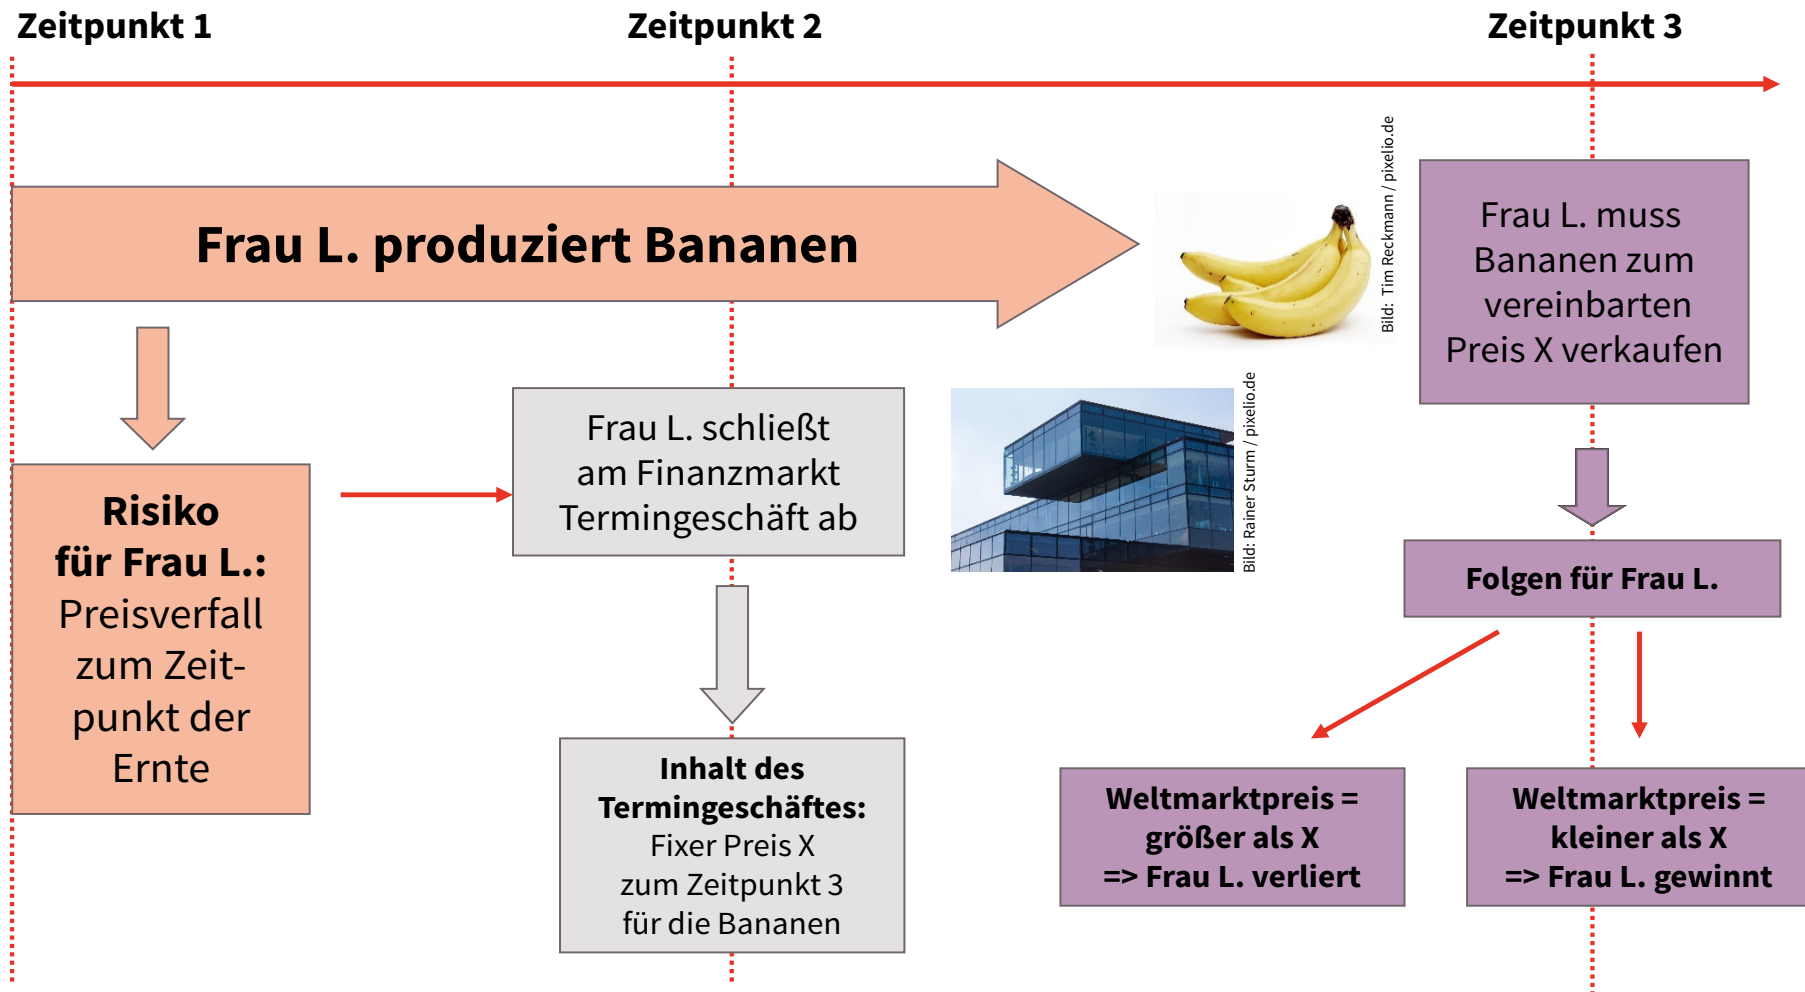 Zeitpunkt 1
Zeitpunkt 2
Zeitpunkt 3
Frau L. produziert Bananen
Bild: Tim Reckmann / pixelio.de
Frau L. muss
Bananen zum
vereinbarten
Preis X verkaufen
Risiko
für Frau L.:
Preisverfall
zum Zeit-
punkt der
Ernte
Frau L. schließt
am Finanzmarkt
Termingeschäft ab
Bild: Rainer Sturm / pixelio.de
Inhalt des
Termingeschäftes:
Fixer Preis X
zum Zeitpunkt 3
für die Bananen
Folgen für Frau L.
Weltmarktpreis =
größer als X
=> Frau L. verliert
Weltmarktpreis =
kleiner als X
=> Frau L. gewinnt